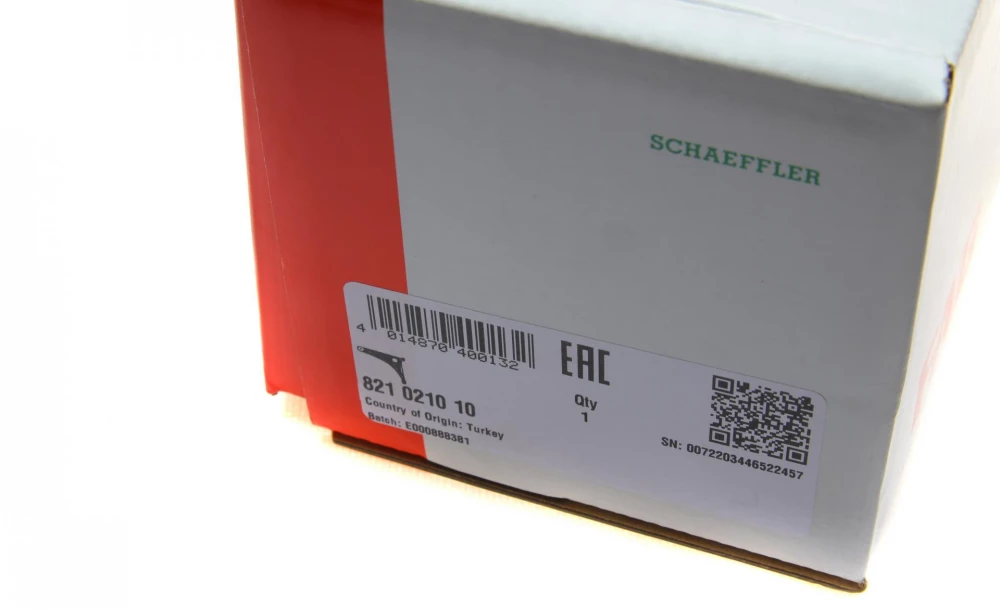 SCHAEFFLER
4 014870 400132
EAC
821 0210 10
Qty
1
Country of Origin: Turkey
Batch: E000888381
SN: 0072203446522457